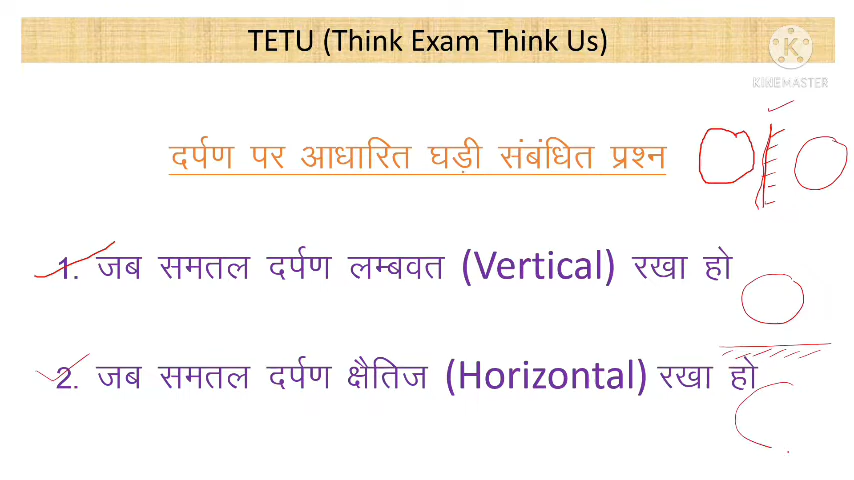 TETU (Think Exam Think Us)
K
KINEMASTER
दर्पण पर आधारित घड़ी संबंधित प्रश्न
1. जब समतल दर्पण लम्बवत (Vertical) रखा हो
2. जब समतल दर्पण क्षैतिज (Horizontal) रखा हो